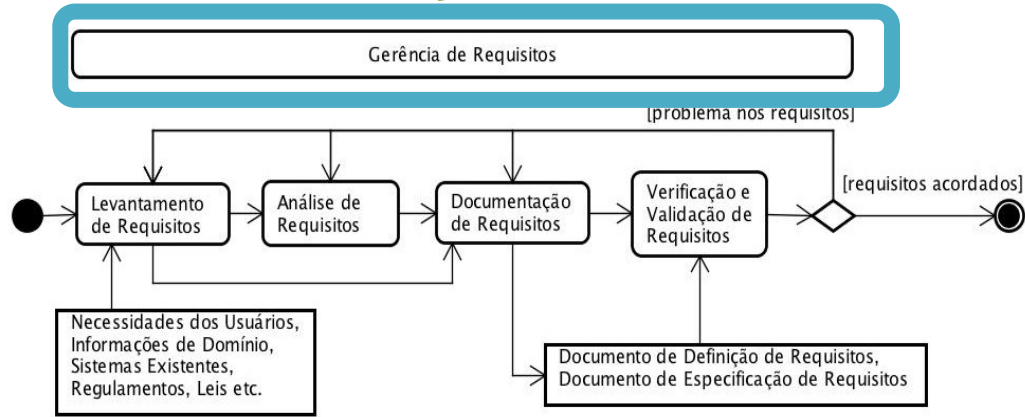 Gerência de Requisitos
[problema nos requisitos]
[requisitos acordados]
Levantamento
de Requisitos
Análise de
Requisitos
Documentação
de Requisitos
Verificação e
Validação de
Requisitos
Necessidades dos Usuários,
Informações de Domínio,
Sistemas Existentes,
Regulamentos, Leis etc.
Documento de Definição de Requisitos,
Documento de Especificação de Requisitos